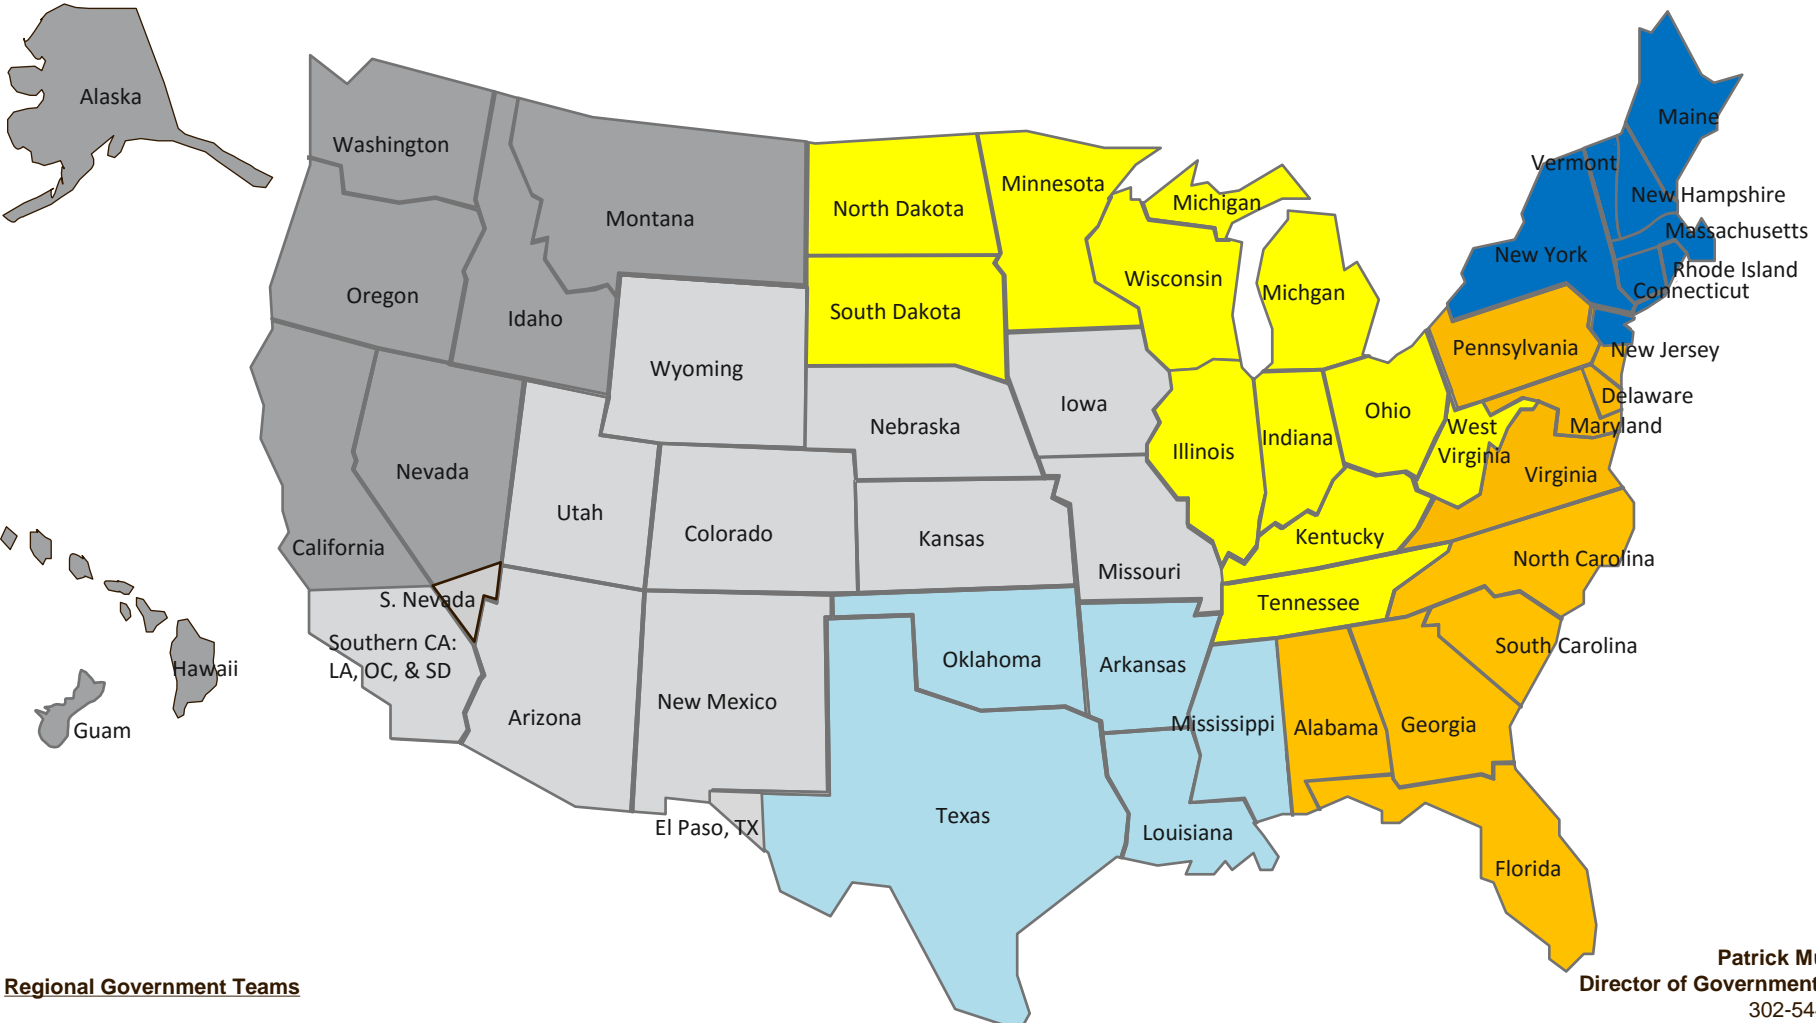 Alaska
Washington
Montana
North Dakota
Minnesota
Michigan
Maine
Vermont
New Hampshire
Massachusetts
New York
Rhode Island
Connecticut
Oregon
Idaho
South Dakota
Wisconsin
Michgan
Wyoming
Pennsylvania
New Jersey
Nebraska
Iowa
Illinois
Indiana
Ohio
West
Virginia
Delaware
Maryland
Virginia
Nevada
Utah
Colorado
Kansas
Missouri
Kentucky
North Carolina
California
S. Nevada
Southern CA:
LA, OC, & SD
Tennessee
South Carolina
Hawaii
Guam
Arizona
New Mexico
Oklahoma
Arkansas
Mississippi
Alabama
Georgia
El Paso, TX
Texas
Louisiana
Florida
Regional Government Teams
Patrick Mu
Director of Government
302-54